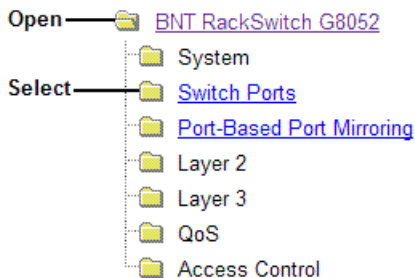 Open BNT RackSwitch G8052
System
Select Switch Ports
Port-Based Port Mirroring
Layer 2
Layer 3
QoS
Access Control